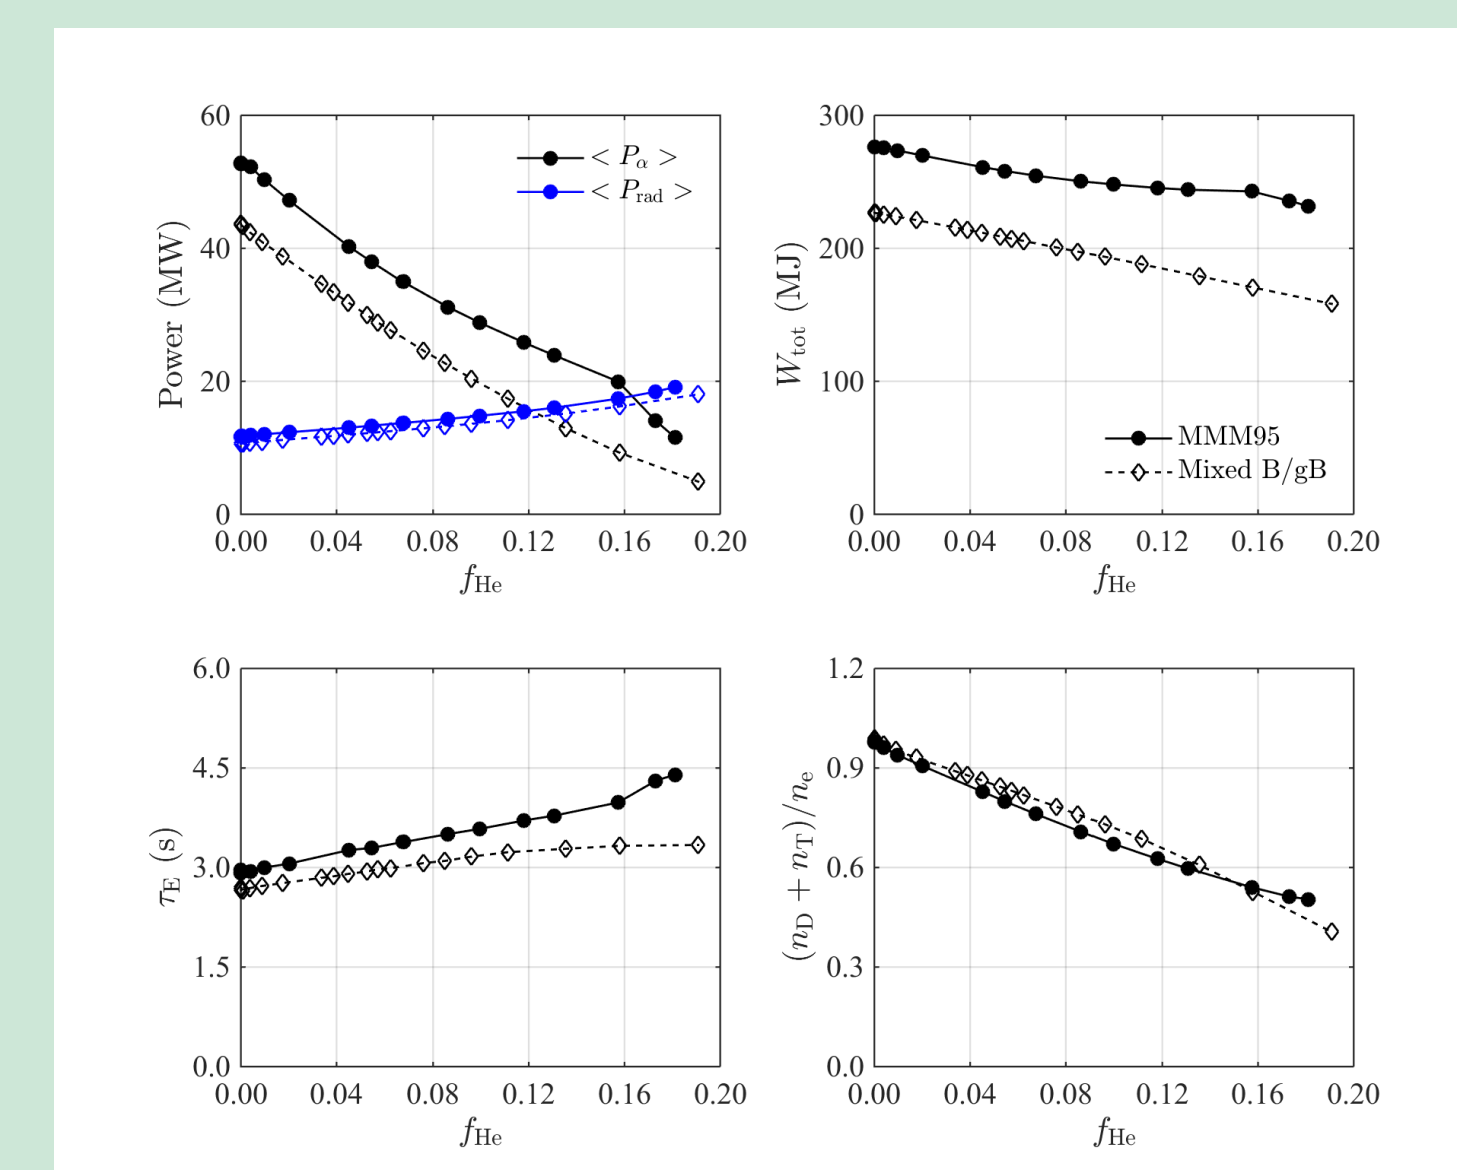 60
40
20
0
Power (MW)
< Pα >
< Prad >
0.00 0.04 0.08 0.12 0.16 0.20
fHe
300
200
100
0
Wtot (MJ)
MMM95
Mixed B/gB
0.00 0.04 0.08 0.12 0.16 0.20
fHe
6.0
4.5
3.0
1.5
0.0
τE (s)
0.00 0.04 0.08 0.12 0.16 0.20
fHe
1.2
0.9
0.6
0.3
0.0
(nD + nT)/ne
0.00 0.04 0.08 0.12 0.16 0.20
fHe